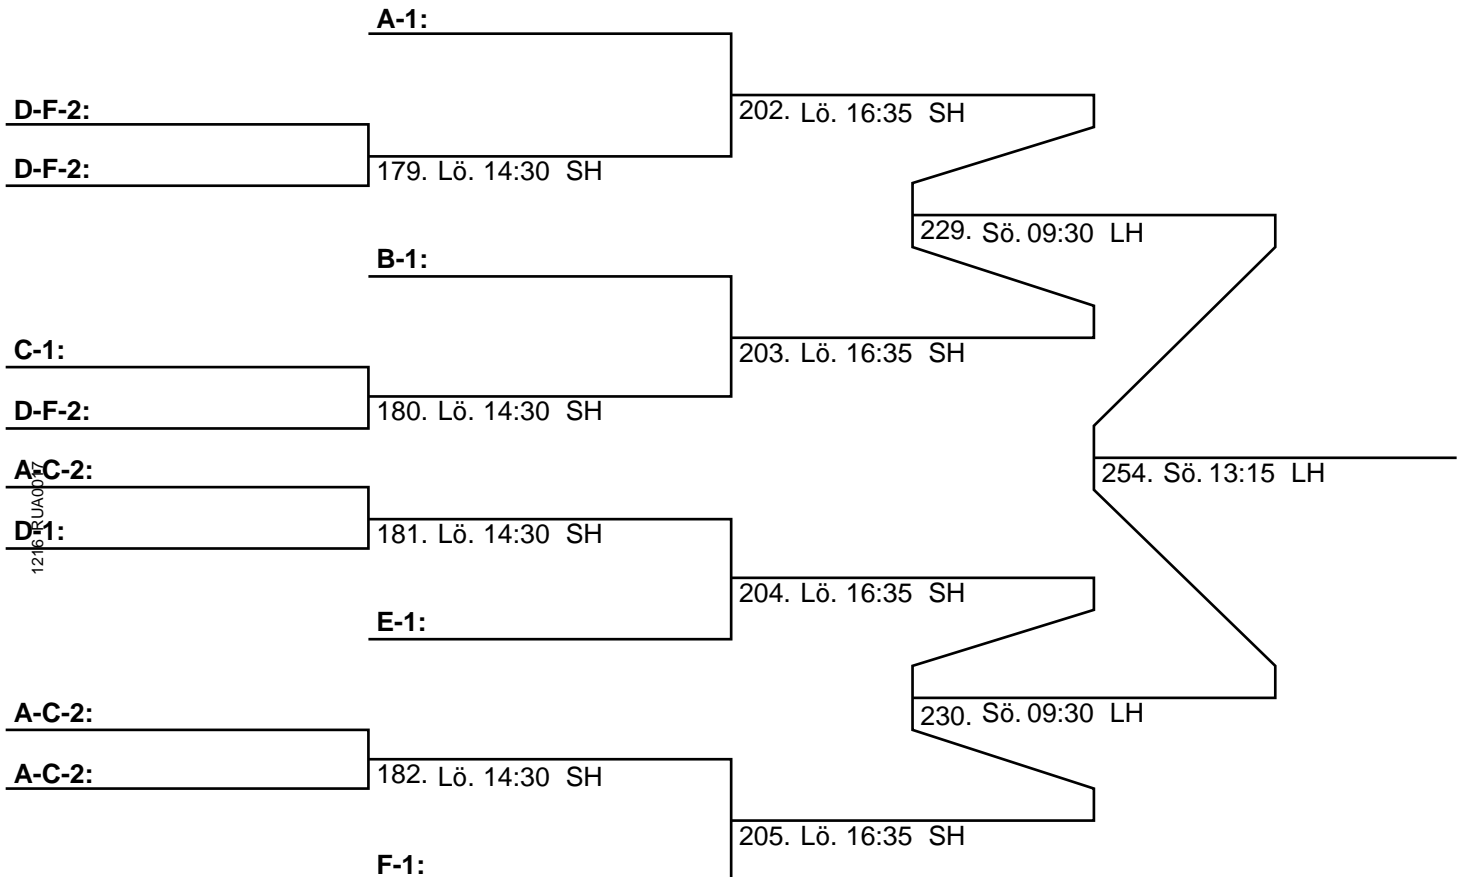 A-1:
D-F-2:
202. Lö. 16:35 SH
D-F-2:
179. Lö. 14:30 SH
229. Sö. 09:30 LH
B-1:
C-1:
203. Lö. 16:35 SH
D-F-2:
180. Lö. 14:30 SH
A-C-2:
254. Sö. 13:15 LH
D-1:
181. Lö. 14:30 SH
204. Lö. 16:35 SH
E-1:
A-C-2:
230. Sö. 09:30 LH
A-C-2:
182. Lö. 14:30 SH
205. Lö. 16:35 SH
F-1: